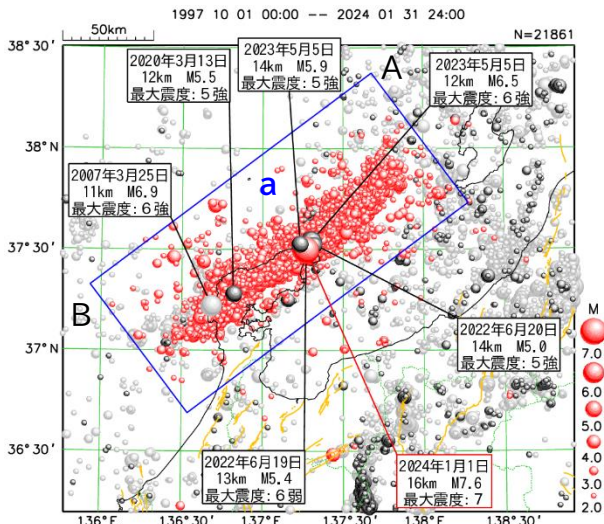 1997 10 01 00:00 -- 2024 01 31 24:00
50km
N=21861
38°30′
2020年3月13日
12km M5.5
最大震度:5強
2023年5月5日
14km M5.9
最大震度:5強
A
2023年5月5日
12km M6.5
最大震度:6強
38°N
a
2007年3月25日
11km M6.9
最大震度:6強
37°30′
B
37°N
2022年6月20日
14km M5.0
最大震度:5強
M
7.0
6.0
5.0
4.0
3.0
2.0
36°30′
2022年6月19日
13km M5.4
最大震度:6弱
2024年1月1日
16km M7.6
最大震度:7
136°E
136°30′
137°E
137°30′
138°E
138°30′